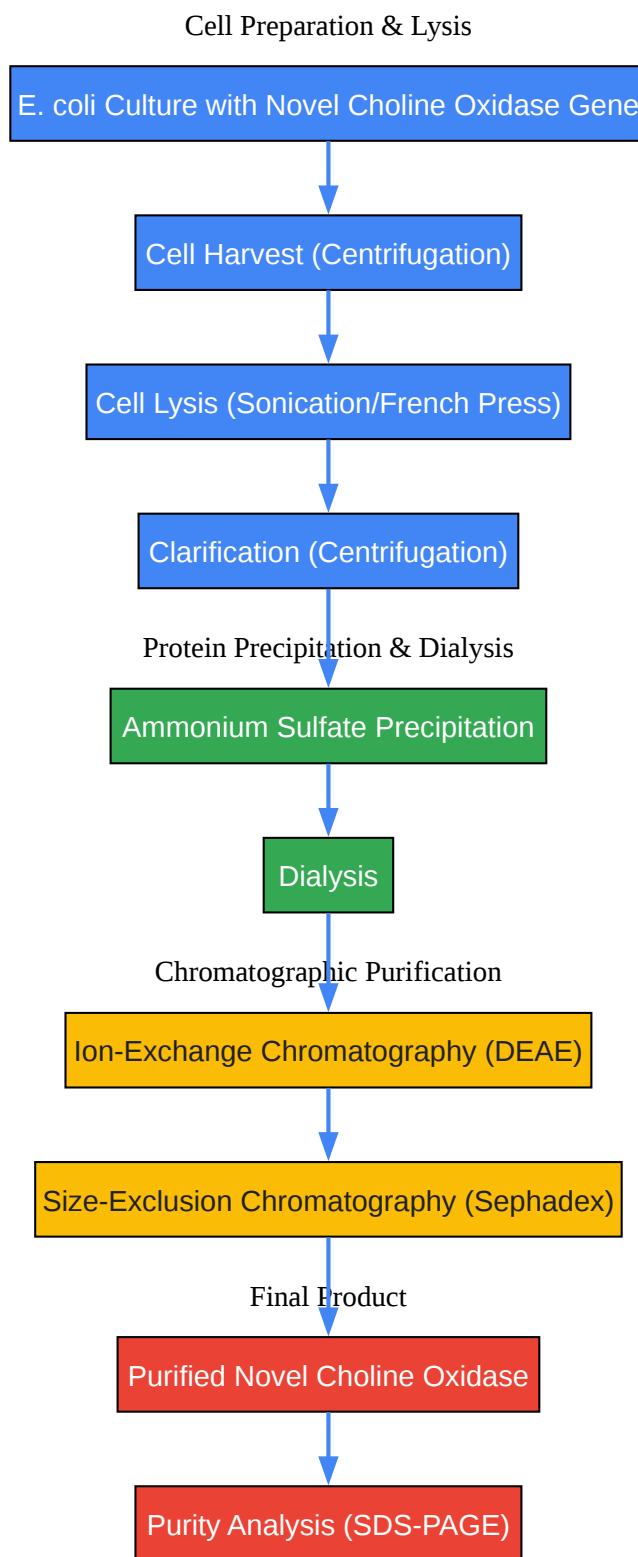 Cell Preparation & Lysis
E. coli Culture with Novel Choline Oxidase Gene
Cell Harvest (Centrifugation)
Cell Lysis (Sonication/French Press)
Clarification (Centrifugation)
Protein Precipitation & Dialysis
Ammonium Sulfate Precipitation
Dialysis
Chromatographic Purification
Ion-Exchange Chromatography (DEAE)
Size-Exclusion Chromatography (Sephadex)
Final Product
Purified Novel Choline Oxidase
Purity Analysis (SDS-PAGE)